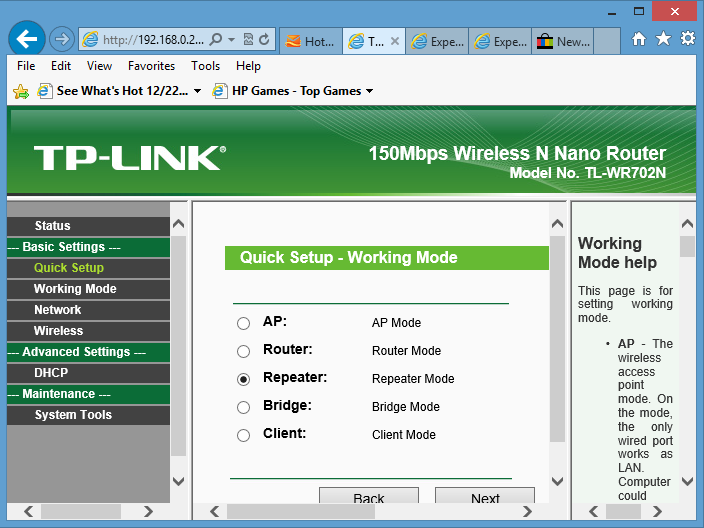 http://192.168.0.2...
Hot...
T...
Expe...
Expe...
New...
File Edit View Favorites Tools Help
See What's Hot 12/22...
HP Games - Top Games
TP-LINK®
150Mbps Wireless N Nano Router
Model No. TL-WR702N
Status
--- Basic Settings ---
Quick Setup
Working Mode
Network
Wireless
--- Advanced Settings ---
DHCP
--- Maintenance ---
System Tools
Quick Setup - Working Mode
AP: AP Mode
Router: Router Mode
Repeater: Repeater Mode
Bridge: Bridge Mode
Client: Client Mode
Back Next
Working
Mode help
This page is for
setting working
mode.
• AP - The
wireless
access
point
mode. On
the mode,
the only
wired port
works as
LAN.
Computer
could